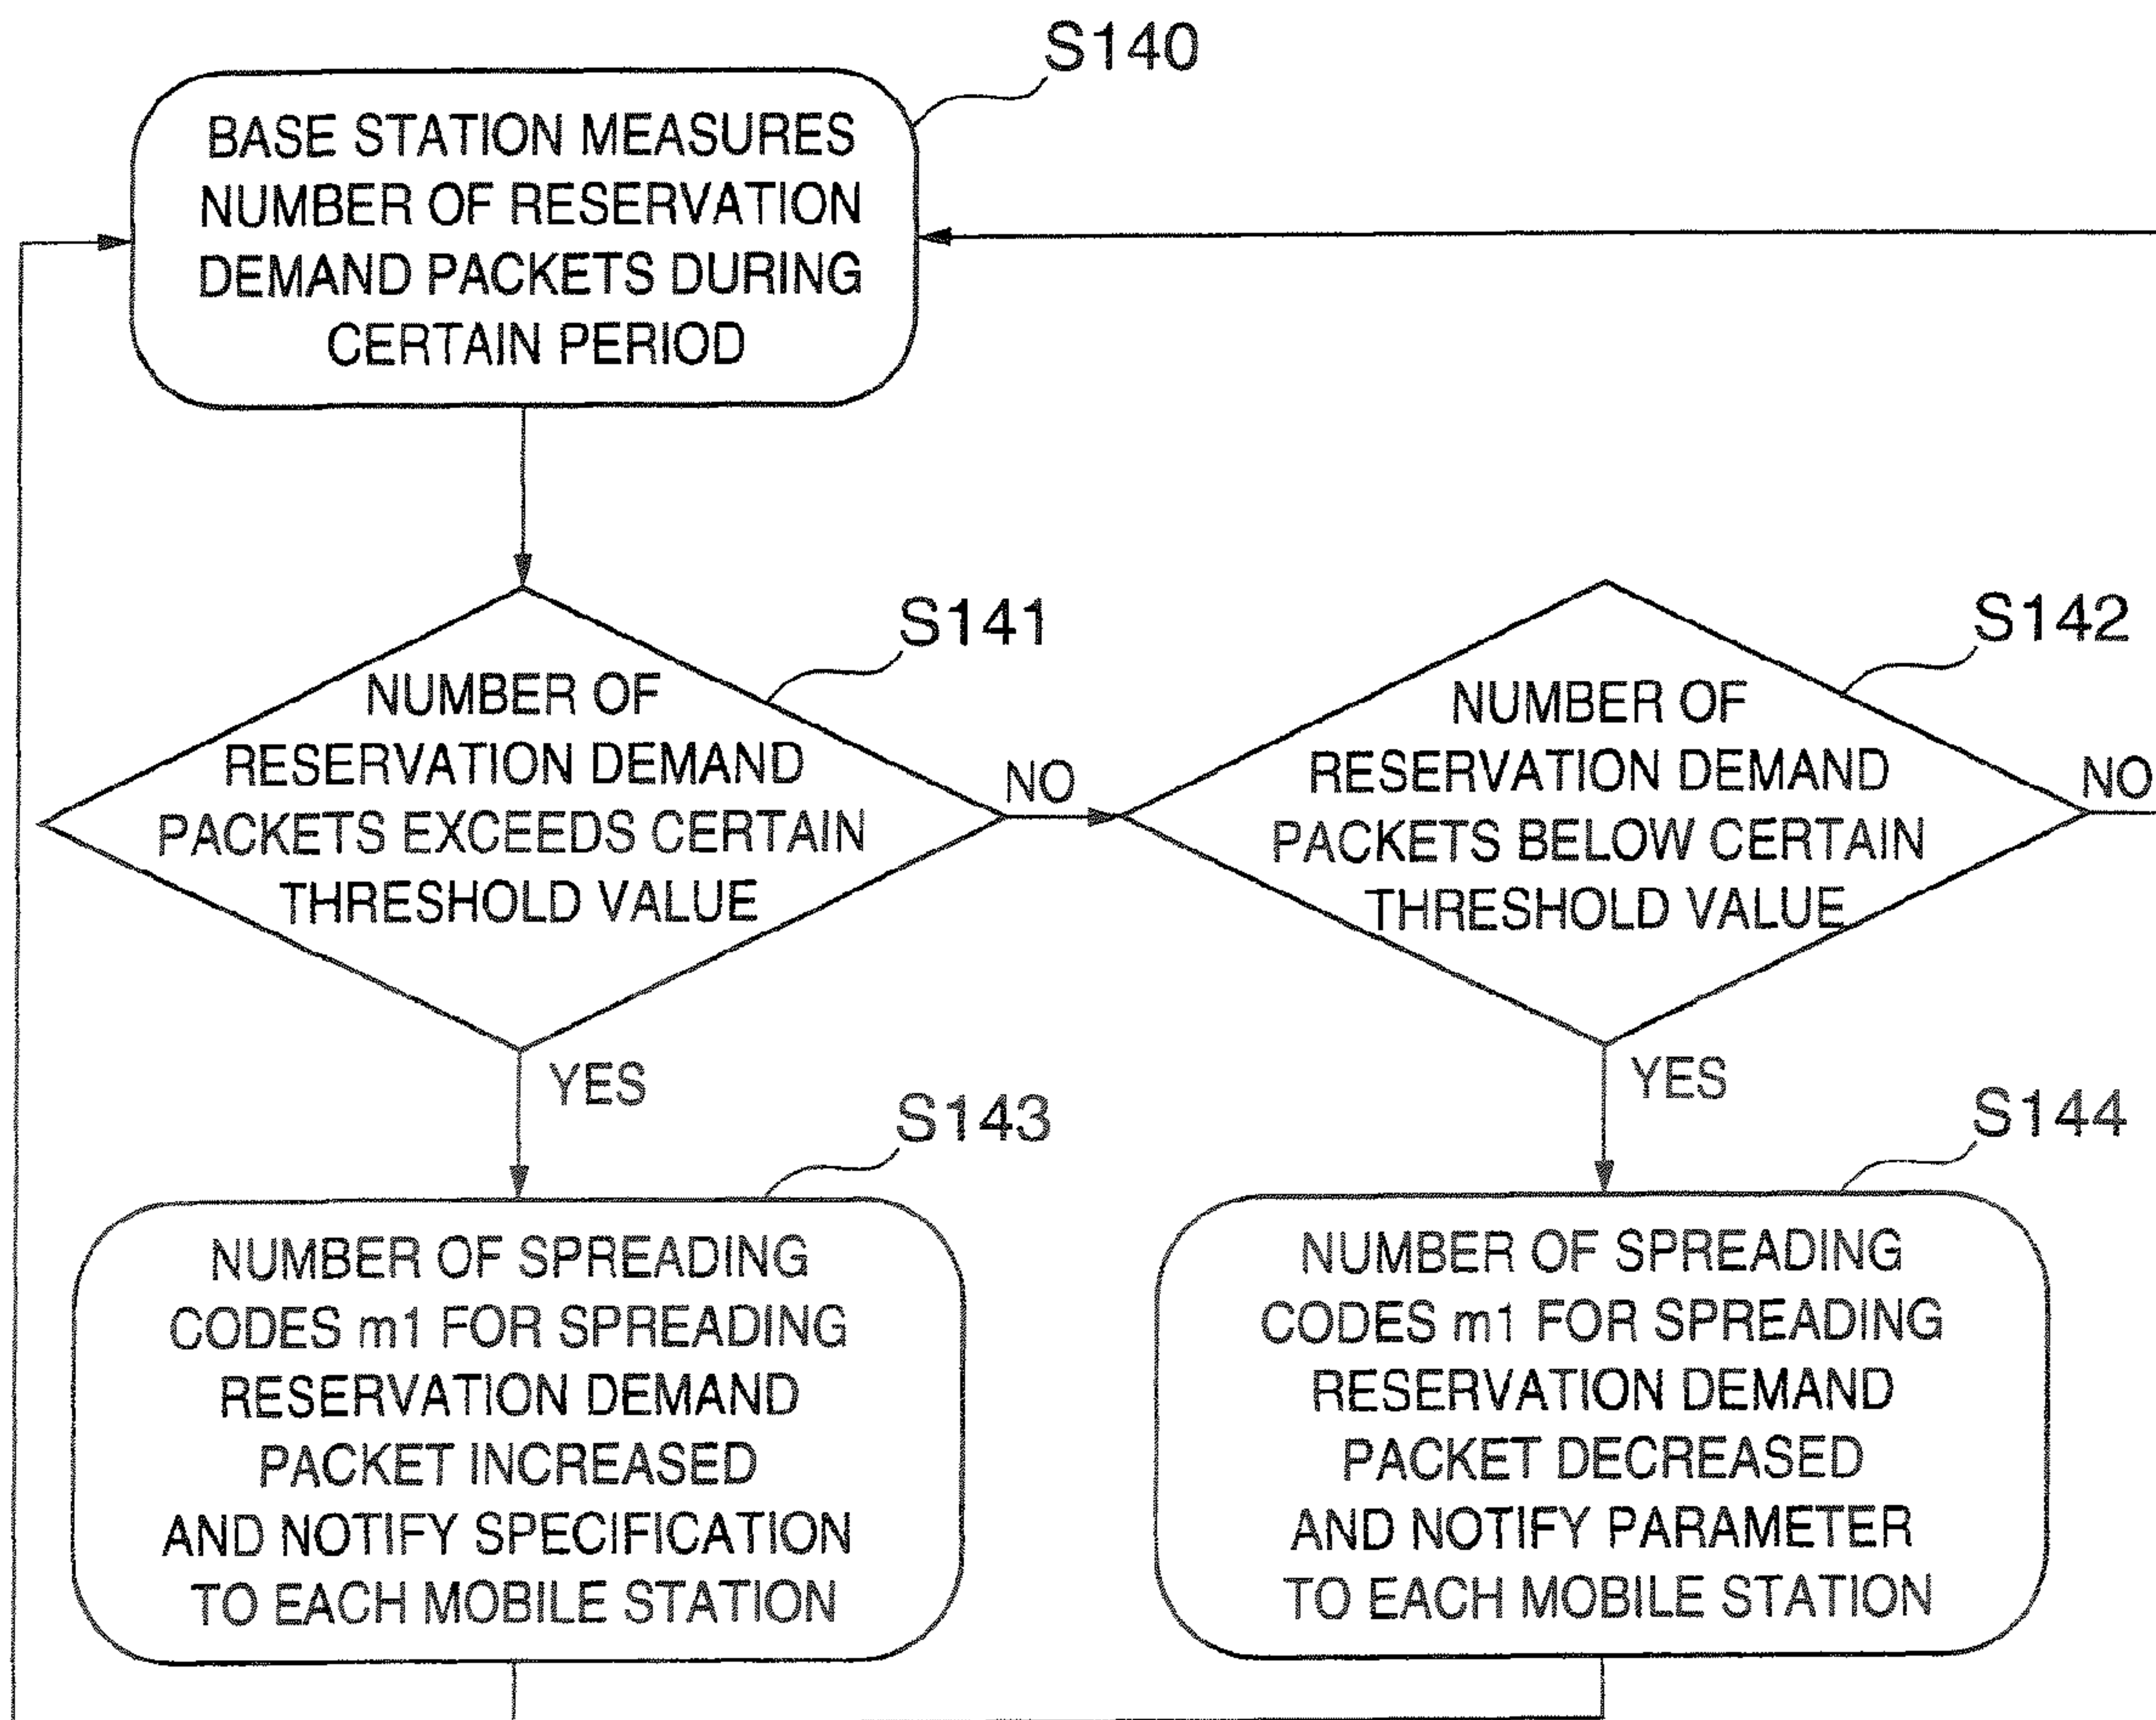 S140
BASE STATION MEASURES
NUMBER OF RESERVATION
DEMAND PACKETS DURING
CERTAIN PERIOD
S141
NUMBER OF
RESERVATION DEMAND
PACKETS EXCEEDS CERTAIN
THRESHOLD VALUE
NO
YES
S142
NUMBER OF
RESERVATION DEMAND
PACKETS BELOW CERTAIN
THRESHOLD VALUE
NO
YES
S143
NUMBER OF SPREADING
CODES m1 FOR SPREADING
RESERVATION DEMAND
PACKET INCREASED
AND NOTIFY SPECIFICATION
TO EACH MOBILE STATION
S144
NUMBER OF SPREADING
CODES m1 FOR SPREADING
RESERVATION DEMAND
PACKET DECREASED
AND NOTIFY PARAMETER
TO EACH MOBILE STATION